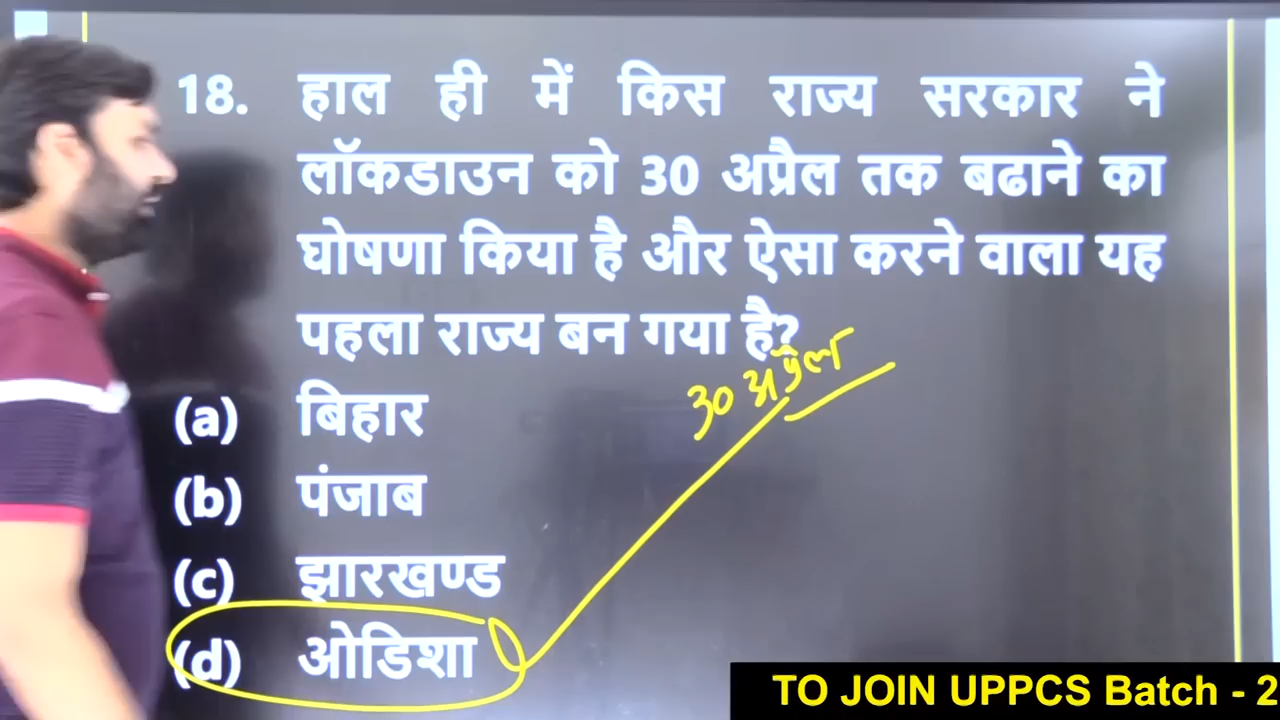 18. हाल ही में किस राज्य सरकार ने
लॉकडाउन को 30 अप्रैल तक बढाने का
घोषणा किया है और ऐसा करने वाला यह
पहला राज्य बन गया है?
30 अप्रैल
(a) बिहार
(b) पंजाब
(c) झारखण्ड
(d) ओडिशा
TO JOIN UPPCS Batch - 2